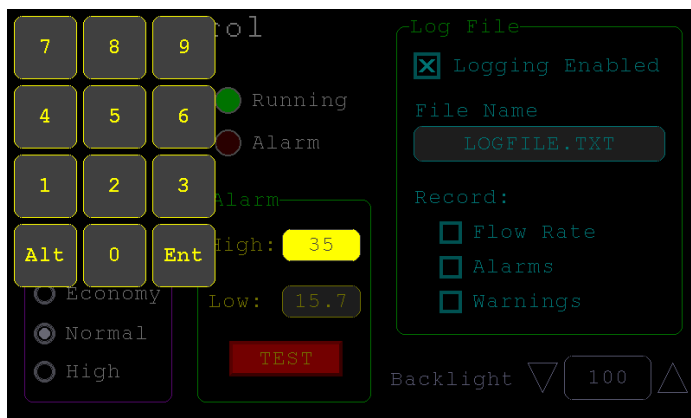 7 8 9
4 5 6
1 2 3
Alt 0 Ent
rol
Running
Alarm
Alarm
High: 35
Low: 15.7
TEST
Economy
Normal
High
Log File
Logging Enabled
File Name
LOGFILE.TXT
Record:
Flow Rate
Alarms
Warnings
Backlight 100